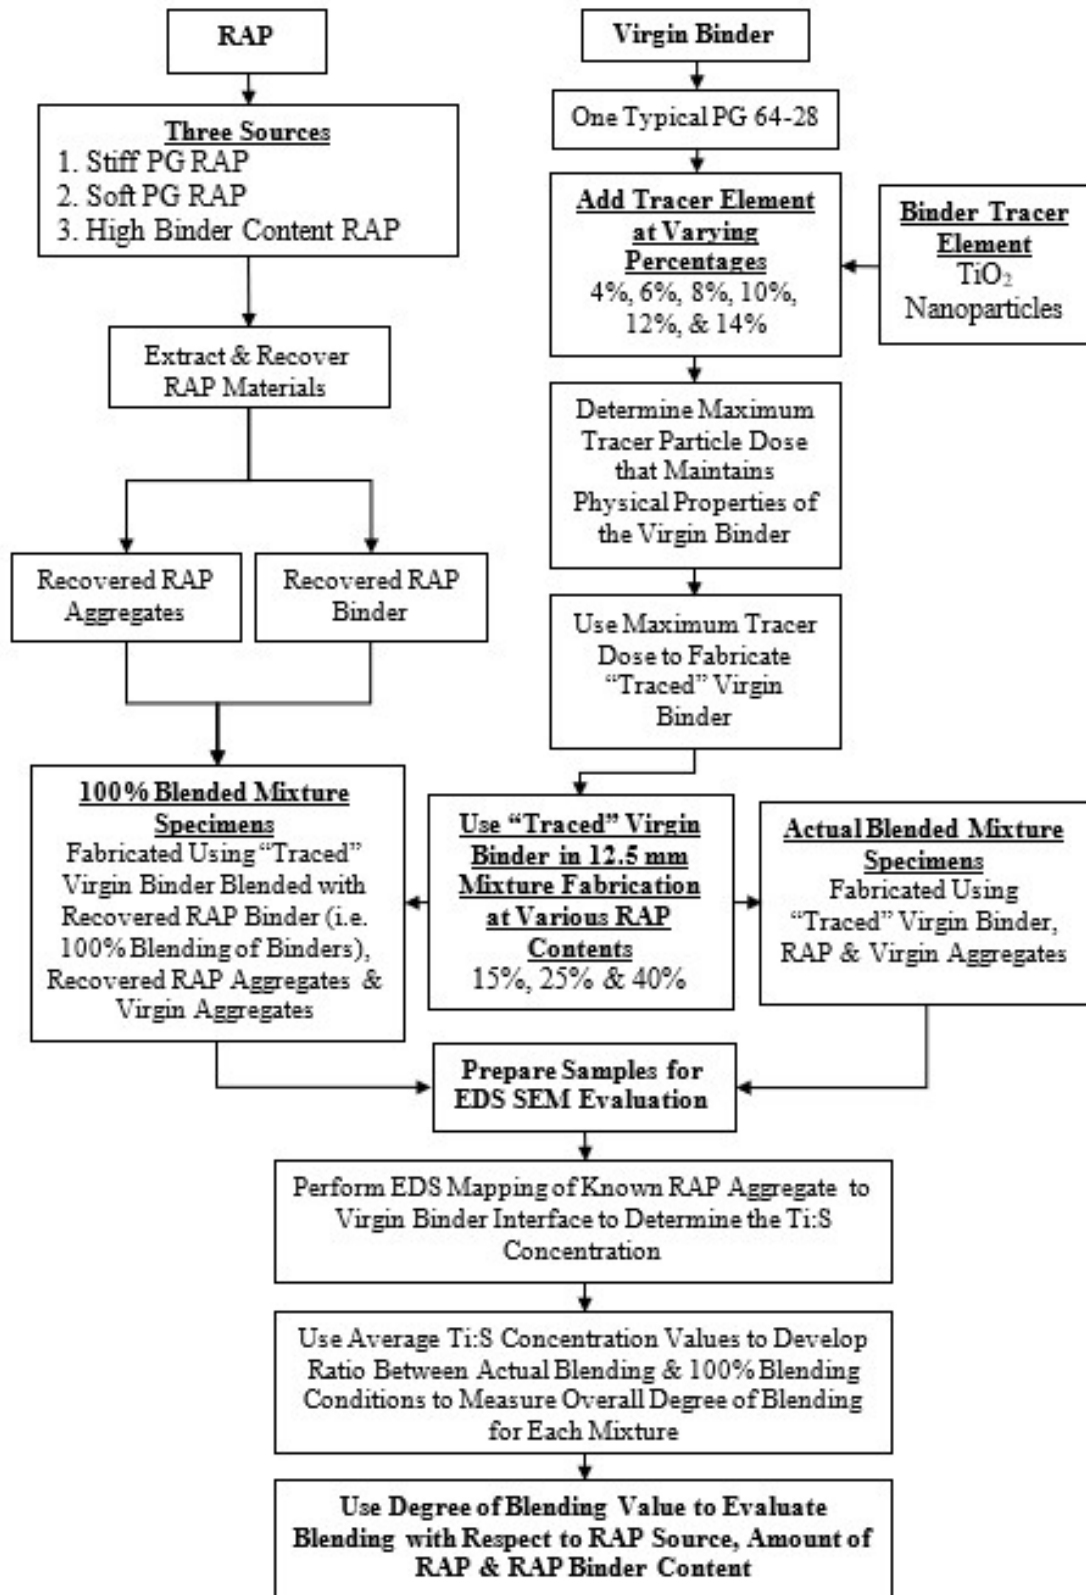 RAP
Three Sources
1. Stiff PG RAP
2. Soft PG RAP
3. High Binder Content RAP
Extract & Recover
RAP Materials
Recovered RAP
Aggregates
Recovered RAP
Binder
Virgin Binder
One Typical PG 64-28
Add Tracer Element
at Varying
Percentages
4%, 6%, 8%, 10%,
12%, & 14%
Binder Tracer
Element
TiO₂
Nanoparticles
Determine Maximum
Tracer Particle Dose
that Maintains
Physical Properties of
the Virgin Binder
Use Maximum Tracer
Dose to Fabricate
“Traced” Virgin
Binder
100% Blended Mixture
Specimens
Fabricated Using “Traced”
Virgin Binder Blended with
Recovered RAP Binder (i.e.
100% Blending of Binders),
Recovered RAP Aggregates &
Virgin Aggregates
Use “Traced” Virgin
Binder in 12.5 mm
Mixture Fabrication
at Various RAP
Contents
15%, 25% & 40%
Actual Blended Mixture
Specimens
Fabricated Using
“Traced” Virgin Binder,
RAP & Virgin Aggregates
Prepare Samples for
EDS SEM Evaluation
Perform EDS Mapping of Known RAP Aggregate to
Virgin Binder Interface to Determine the Ti:S
Concentration
Use Average Ti:S Concentration Values to Develop
Ratio Between Actual Blending & 100% Blending
Conditions to Measure Overall Degree of Blending
for Each Mixture
Use Degree of Blending Value to Evaluate
Blending with Respect to RAP Source, Amount of
RAP & RAP Binder Content